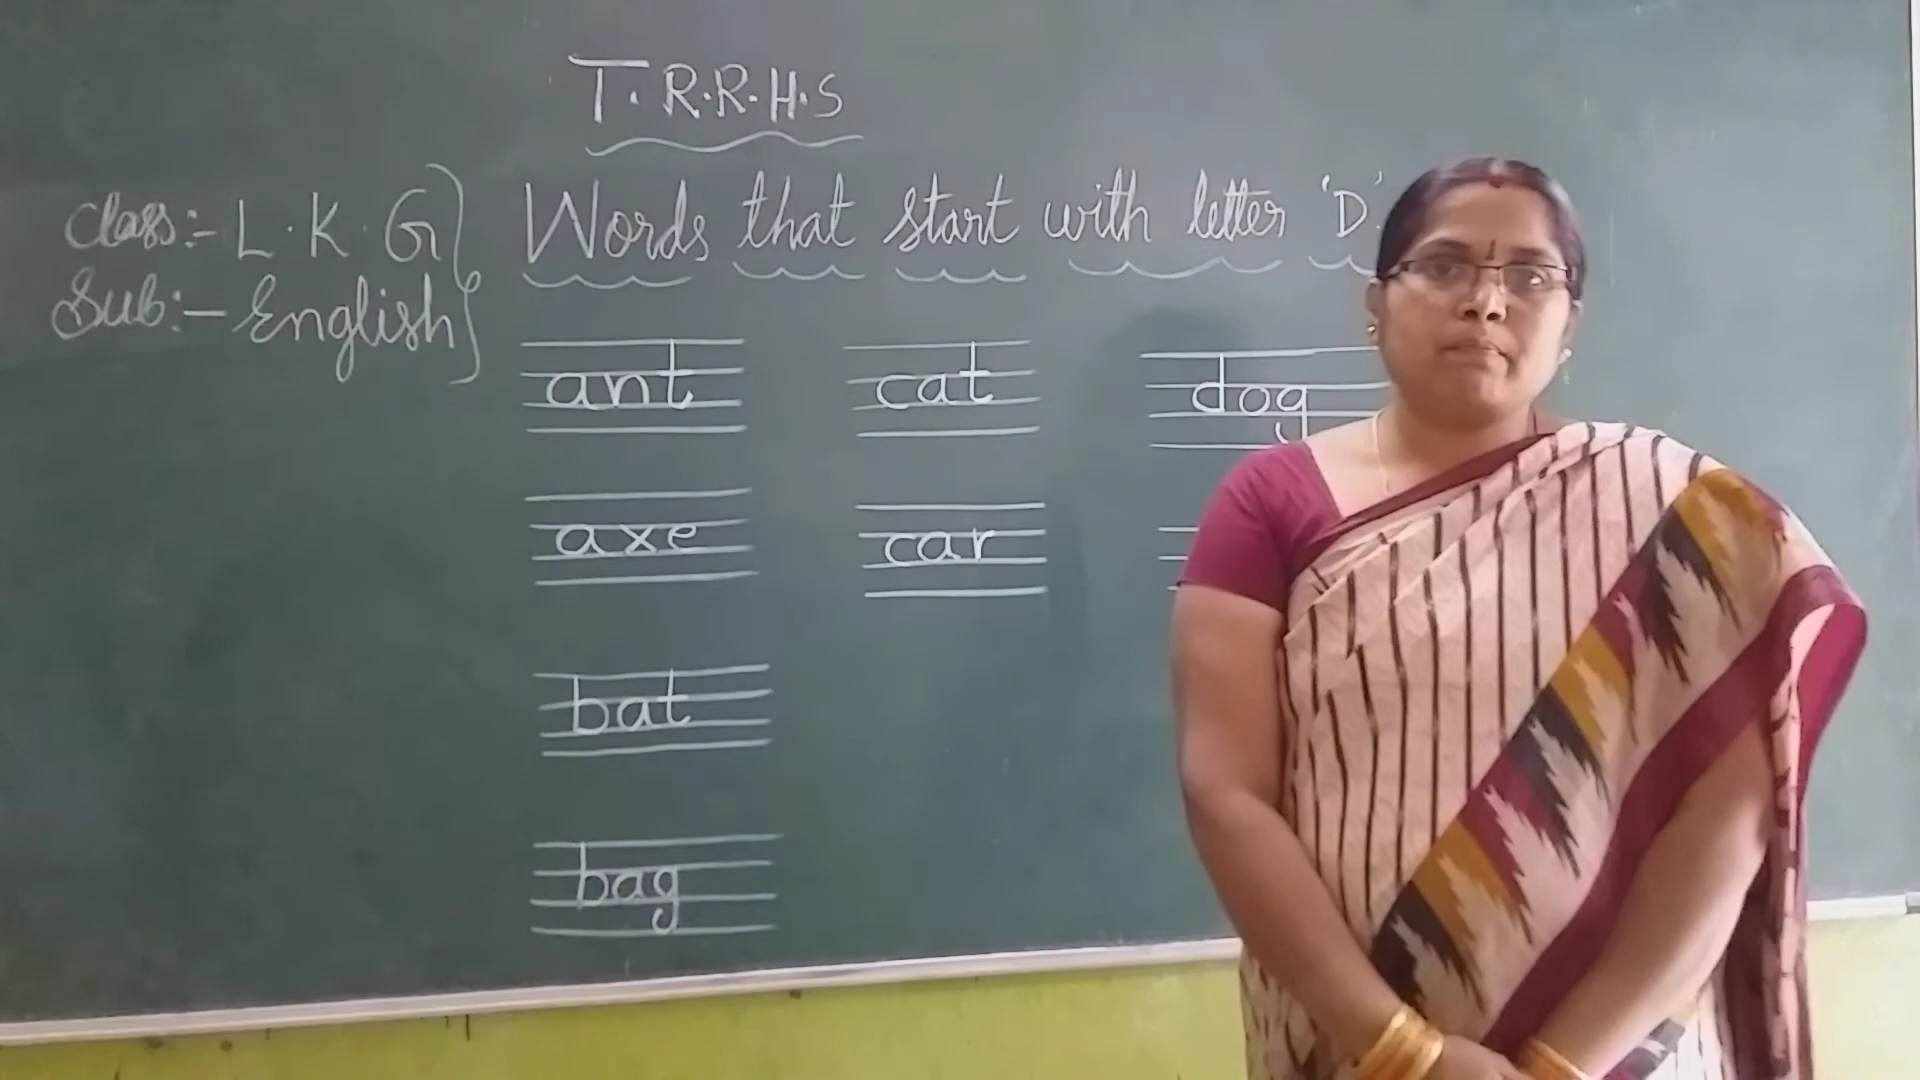 T.R.R.H.S
Class:- L.K.G
Sub:- English
Words that start with letter 'D'.
ant cat dog
axe car
bat
bag